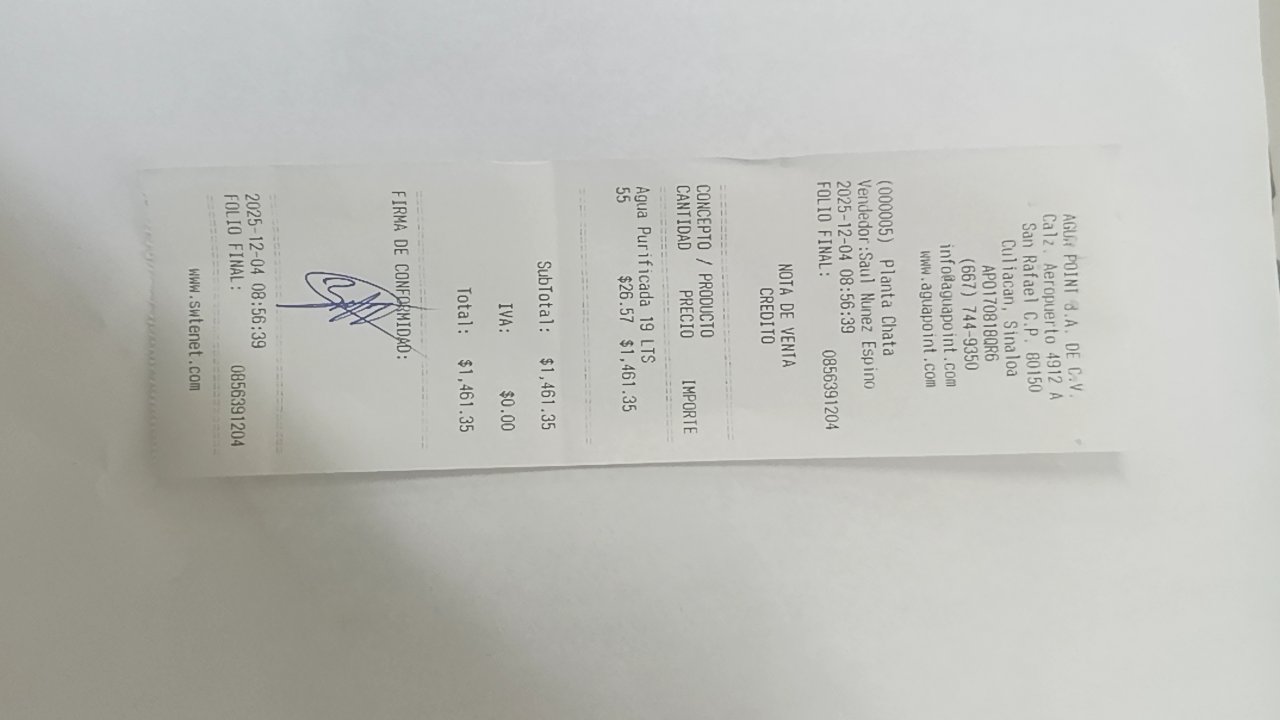 AGUA POINT S.A. DE C.V.
Calz. Aeropuerto 4912 A
San Rafael C.P. 80150
Culiacan, Sinaloa
APO170818QR6
(667) 744-9350
info@aguapoint.com
www.aguapoint.com
(000005) Planta Chata
Vendedor:Saul Nunez Espino
2025-12-04 08:56:39
FOLIO FINAL: 0856391204
NOTA DE VENTA
CREDITO
CONCEPTO / PRODUCTO
CANTIDAD PRECIO IMPORTE
Agua Purificada 19 LTS
55 $26.57 $1,461.35
SubTotal: $1,461.35
IVA: $0.00
Total: $1,461.35
FIRMA DE CONFORMIDAD:
2025-12-04 08:56:39
FOLIO FINAL: 0856391204
www.swtenet.com